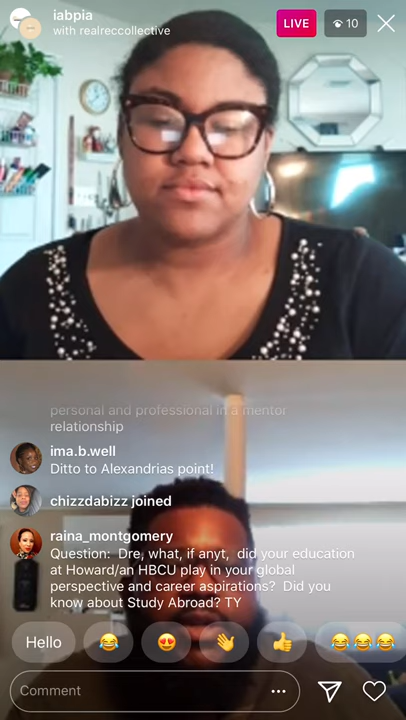 iabpia
with realreccollective
LIVE
10
personal and professional in a mentor
relationship
ima.b.well
Ditto to Alexandrias point!
chizzdabizz joined
raina_montgomery
Question:  Dre, what, if anyt,  did your education
at Howard/an HBCU play in your global
perspective and career aspirations?  Did you
know about Study Abroad? TY
Hello 😂 😍 👋 👍 😂😂😂
Comment